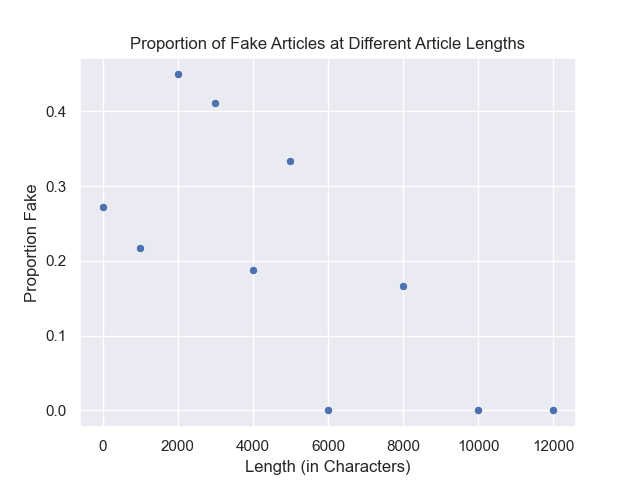 Proportion of Fake Articles at Different Article Lengths
Proportion Fake
0.4
0.3
0.2
0.1
0.0
0 2000 4000 6000 8000 10000 12000
Length (in Characters)